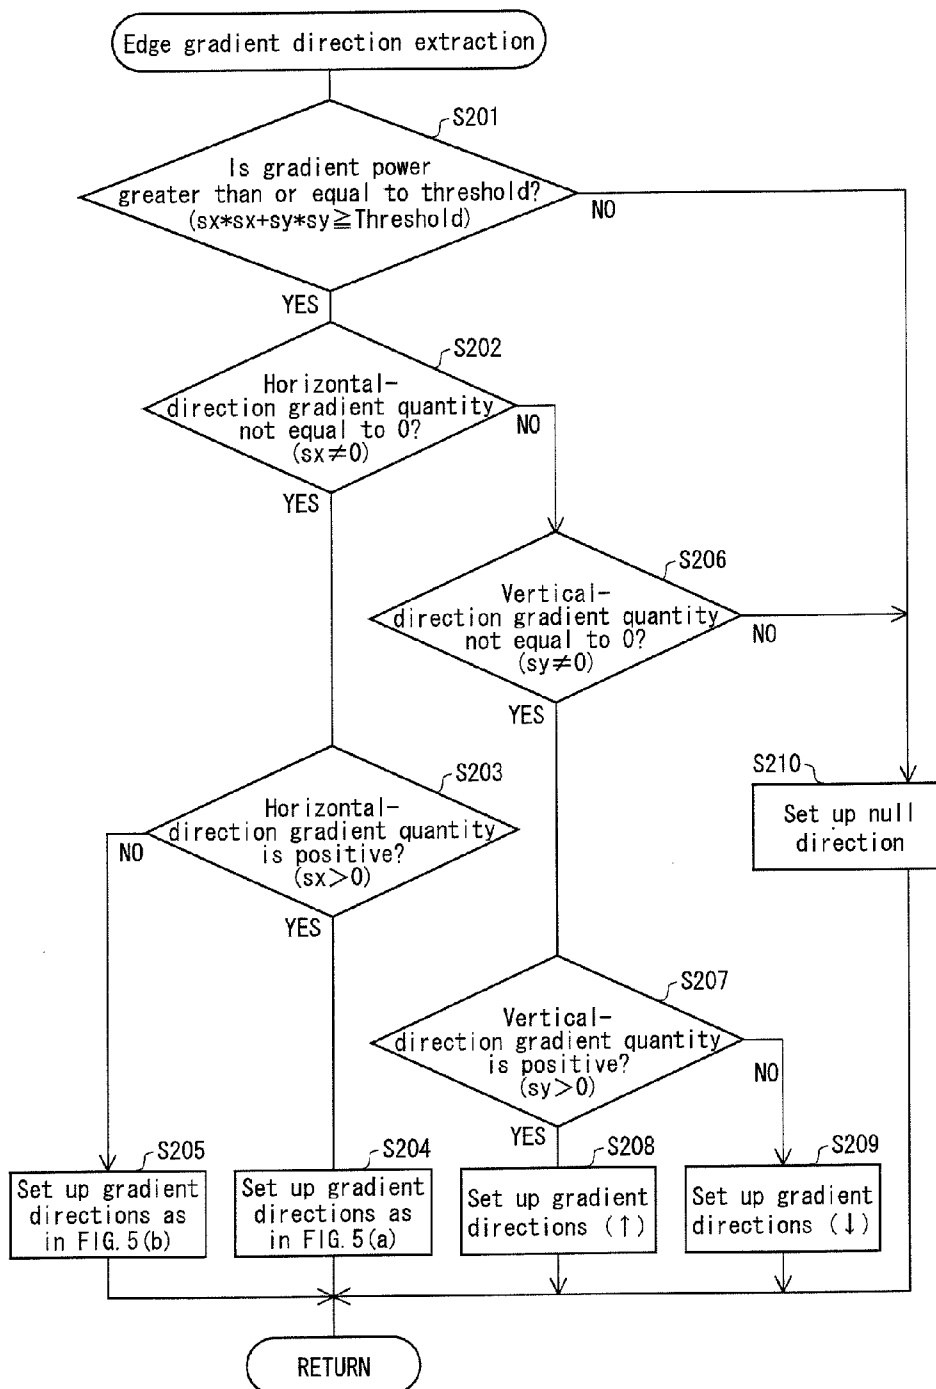 Edge gradient direction extraction
S201
Is gradient power
greater than or equal to threshold?
(sx*sx+sy*sy≧Threshold)
NO
YES
S202
Horizontal-
direction gradient quantity
not equal to 0?
(sx≠0)
NO
YES
S206
Vertical-
direction gradient quantity
not equal to 0?
(sy≠0)
NO
YES
S203
Horizontal-
direction gradient quantity
is positive?
(sx>0)
NO
YES
S210
Set up null
direction
S207
Vertical-
direction gradient quantity
is positive?
(sy>0)
NO
YES
S205
Set up gradient
directions as
in FIG. 5(b)
S204
Set up gradient
directions as
in FIG. 5(a)
S208
Set up gradient
directions (↑)
S209
Set up gradient
directions (↓)
RETURN